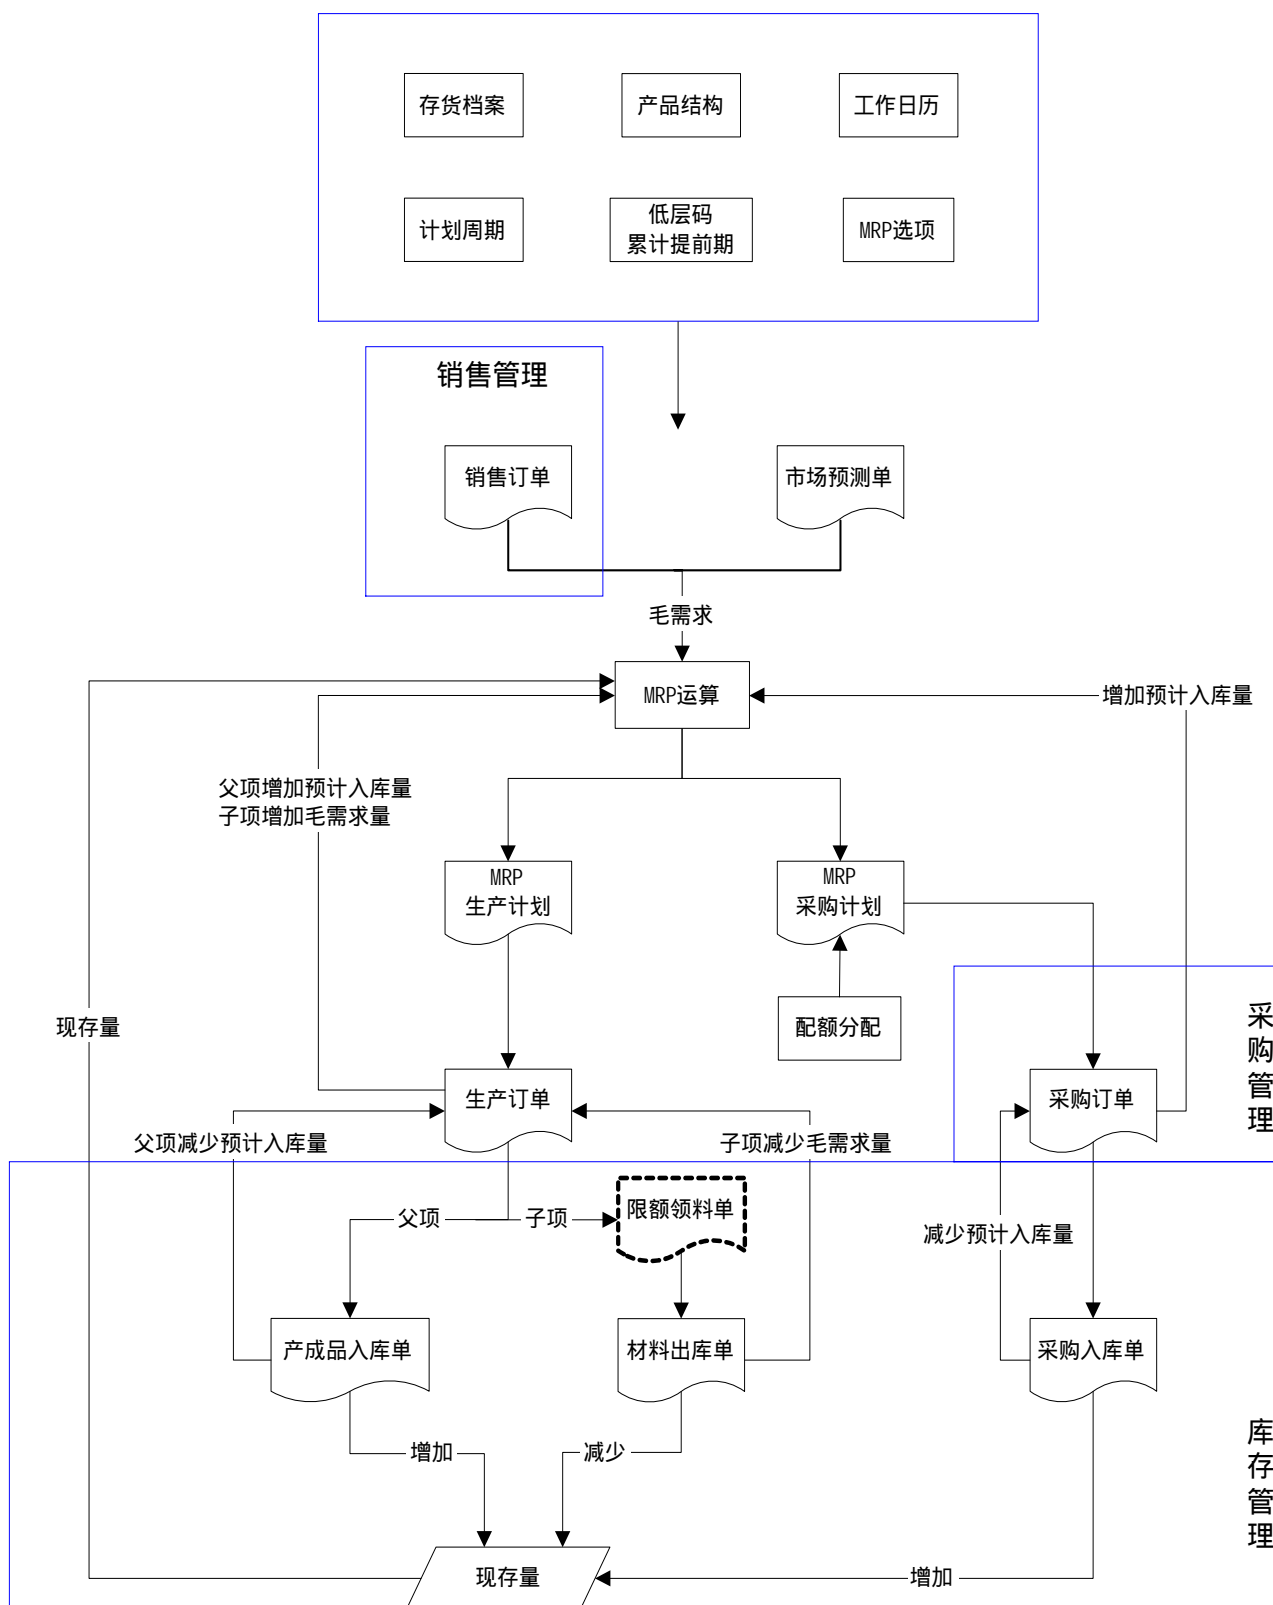 存货档案
产品结构
工作日历
计划周期
低层码
累计提前期
MRP选项
销售管理
销售订单
市场预测单
毛需求
MRP运算
增加预计入库量
父项增加预计入库量
子项增加毛需求量
MRP
生产计划
MRP
采购计划
现存量
配额分配
采
购
管
理
生产订单
采购订单
父项减少预计入库量
子项减少毛需求量
父项
子项
限额领料单
减少预计入库量
产成品入库单
材料出库单
采购入库单
增加
减少
库
存
管
理
现存量
增加